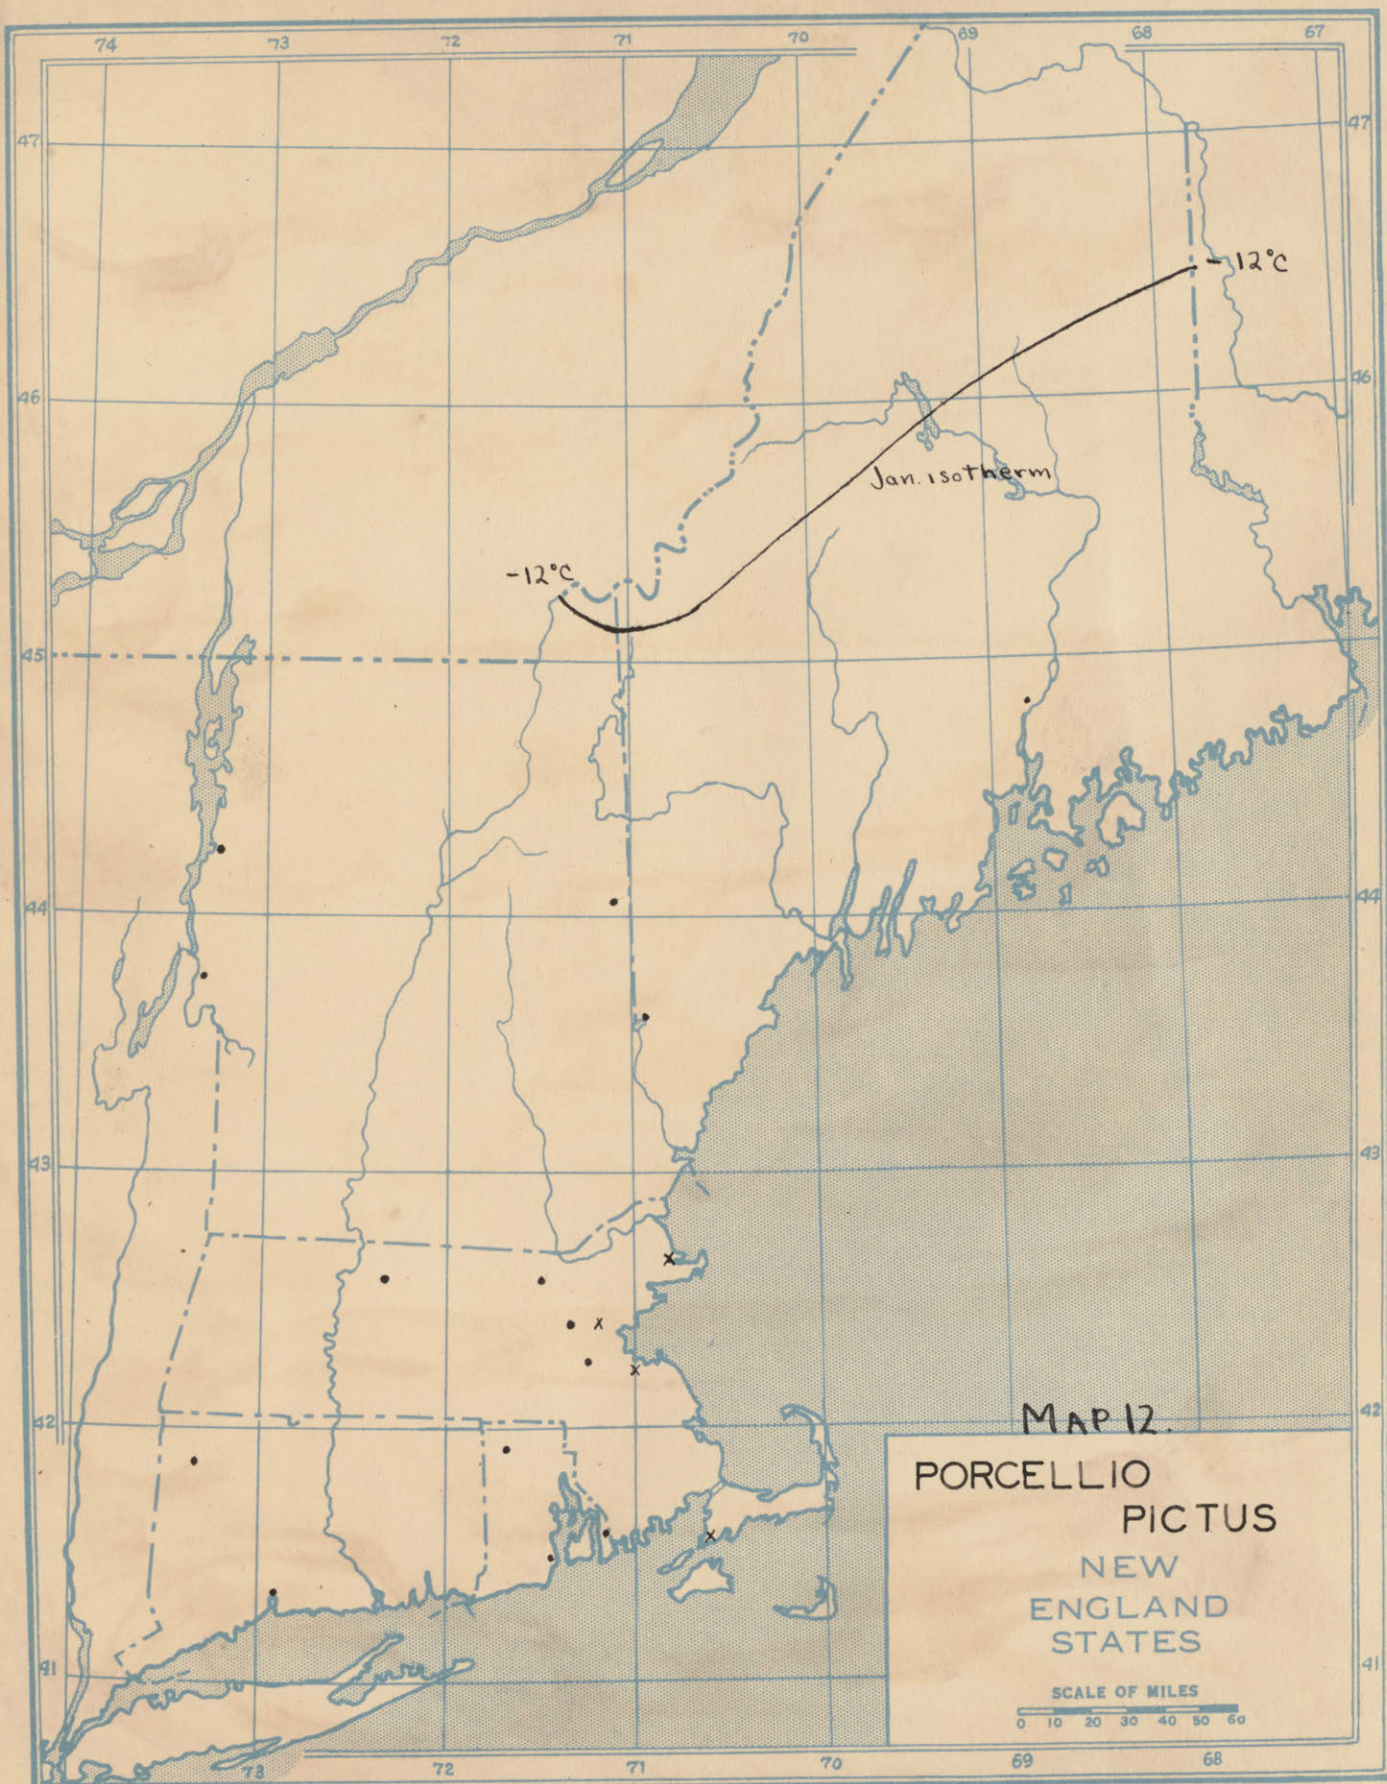 74 73 72 71 70 69 68 67
47 47
-12°C
46 46
Jan. isotherm
-12°C
45
44 44
43 43
42 42
MAP 12.
PORCELLIO
PICTUS
NEW
ENGLAND
STATES
41 41
SCALE OF MILES
0 10 20 30 40 50 60
73 72 71 70 69 68